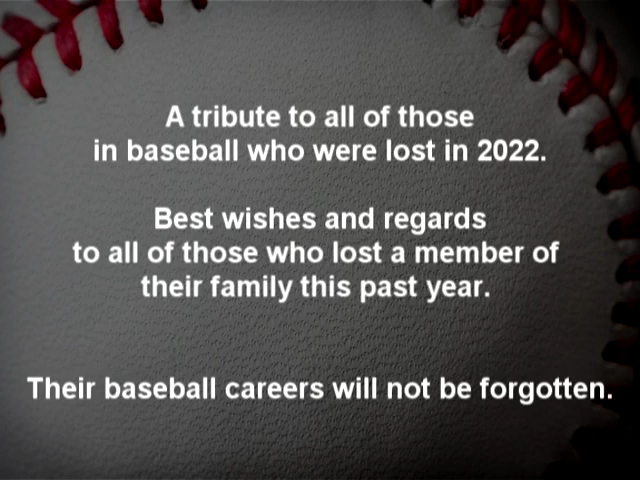 A tribute to all of those
in baseball who were lost in 2022.
Best wishes and regards
to all of those who lost a member of
their family this past year.
Their baseball careers will not be forgotten.